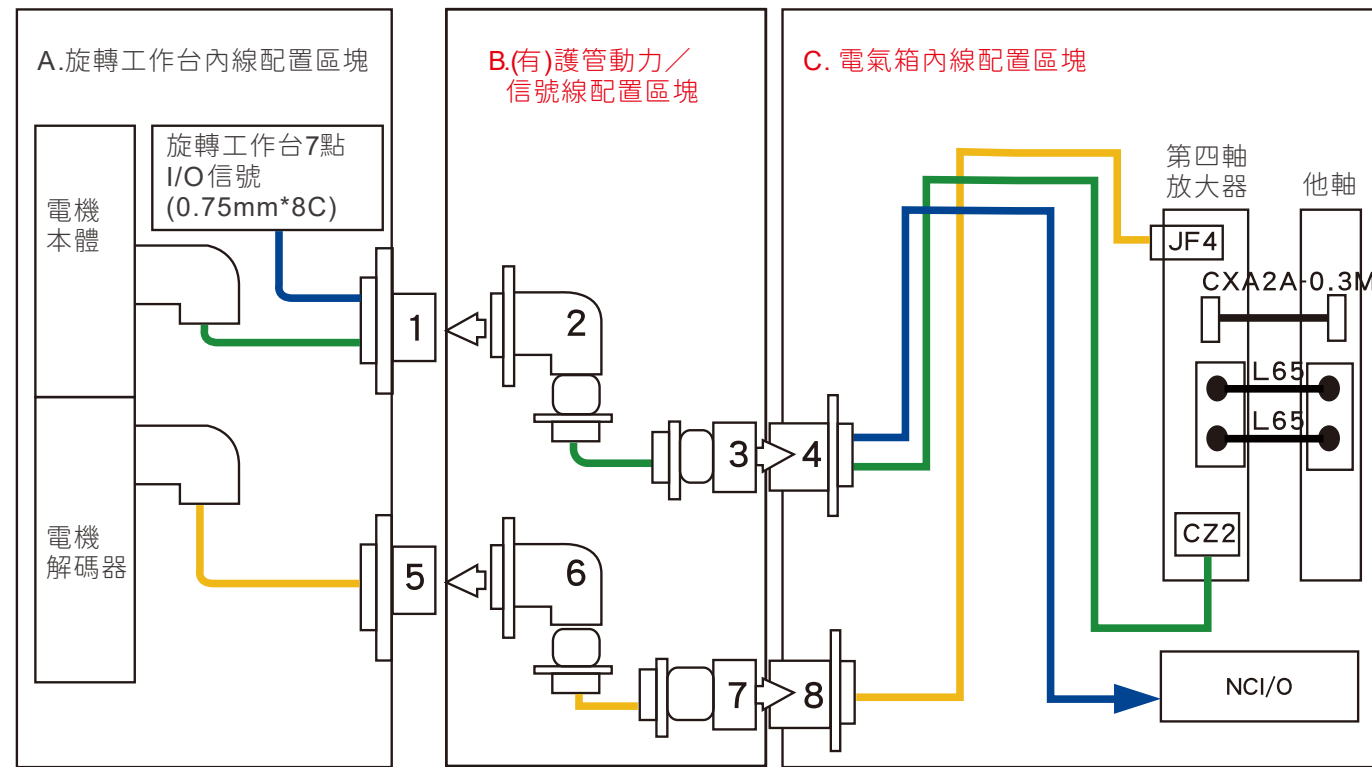 A.旋轉工作台內線配置區塊
旋轉工作台7點
I/O信號
(0.75mm*8C)
電機
本體
電機
解碼器
1
5
B.(有)護管動力／
信號線配置區塊
2
3
6
7
C. 電氣箱內線配置區塊
4
8
第四軸
放大器
他軸
JF4
CXA2A-0.3M
L65
L65
CZ2
NCI/O